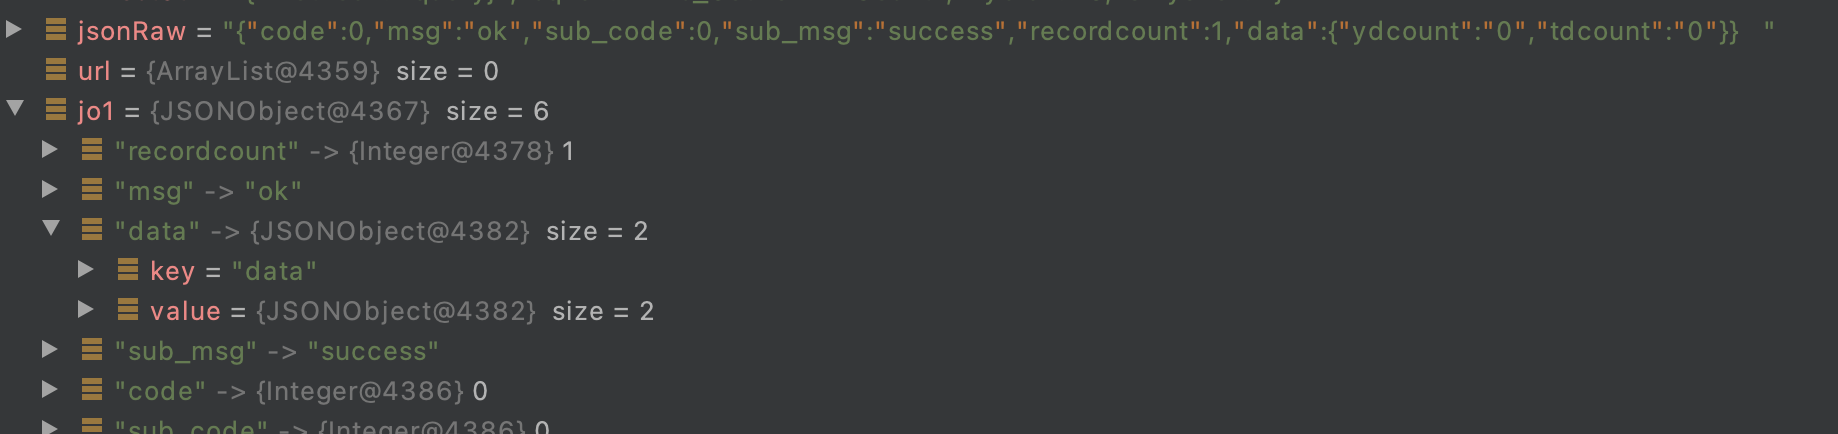 jsonRaw = "{"code":0,"msg":"ok","sub_code":0,"sub_msg":"success","recordcount":1,"data":{"ydcount":"0","tdcount":"0"}}  "
url = {ArrayList@4359} size = 0
jo1 = {JSONObject@4367} size = 6
"recordcount" -> {Integer@4378} 1
"msg" -> "ok"
"data" -> {JSONObject@4382} size = 2
key = "data"
value = {JSONObject@4382} size = 2
"sub_msg" -> "success"
"code" -> {Integer@4386} 0
"sub_code" -> {Integer@4386} 0